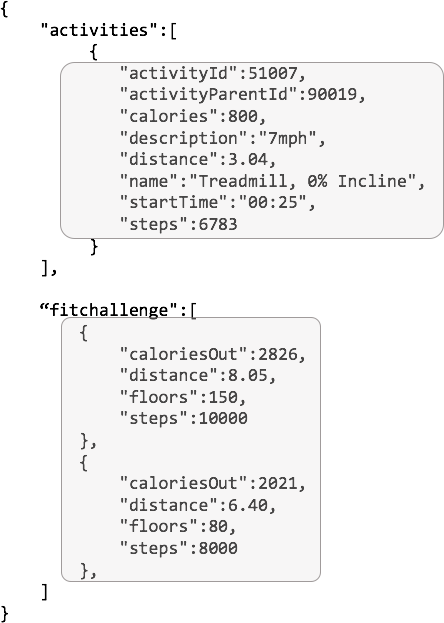 {
"activities":[
{
"activityId":51007,
"activityParentId":90019,
"calories":800,
"description":"7mph",
"distance":3.04,
"name":"Treadmill, 0% Incline",
"startTime":"00:25",
"steps":6783
}
],
“fitchallenge":[
{
"caloriesOut":2826,
"distance":8.05,
"floors":150,
"steps":10000
},
{
"caloriesOut":2021,
"distance":6.40,
"floors":80,
"steps":8000
},
]
}